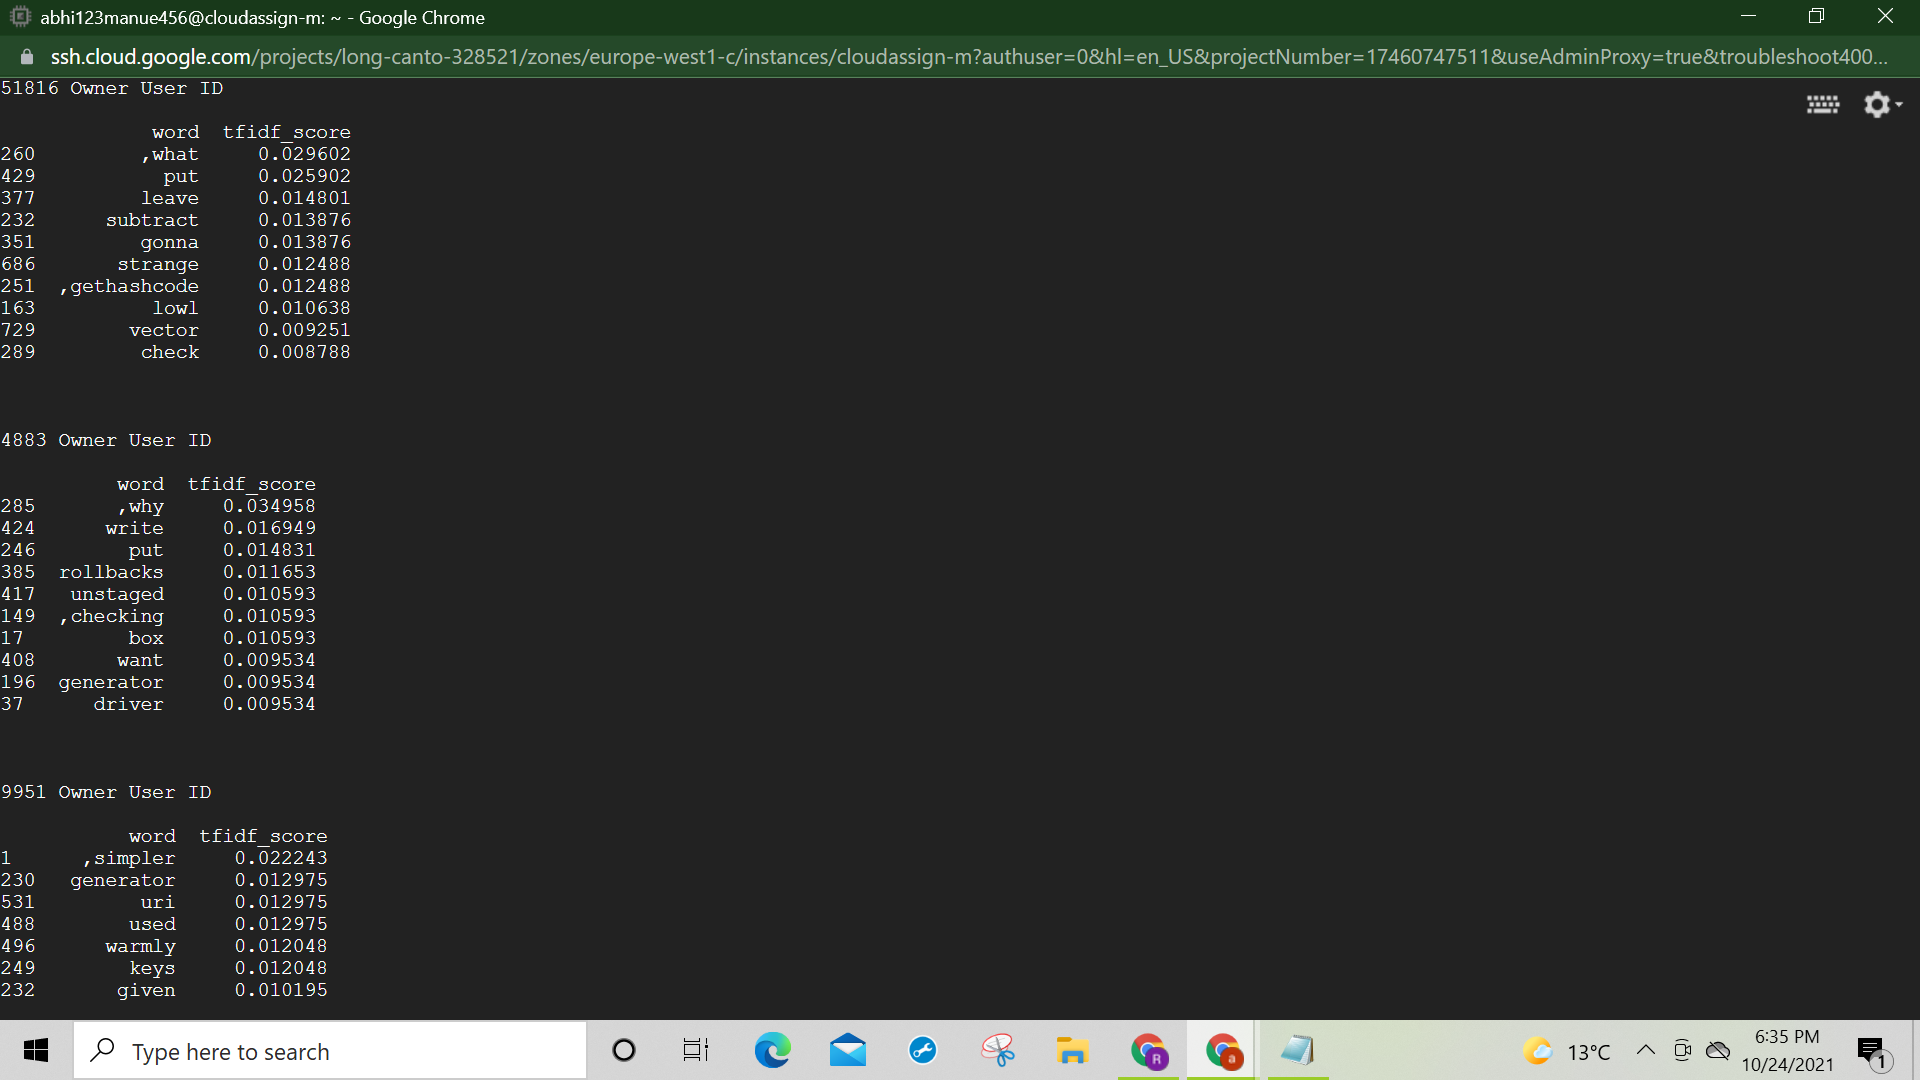 abhi123manue456@cloudassign-m: ~ - Google Chrome
ssh.cloud.google.com/projects/long-canto-328521/zones/europe-west1-c/instances/cloudassign-m?authuser=0&hl=en_US&projectNumber=17460747511&useAdminProxy=true&troubleshoot400...
51816 Owner User ID
word tfidf_score
260 ,what 0.029602
429 put 0.025902
377 leave 0.014801
232 subtract 0.013876
351 gonna 0.013876
686 strange 0.012488
251 ,gethashcode 0.012488
163 lowl 0.010638
729 vector 0.009251
289 check 0.008788
4883 Owner User ID
word tfidf_score
285 ,why 0.034958
424 write 0.016949
246 put 0.014831
385 rollbacks 0.011653
417 unstaged 0.010593
149 ,checking 0.010593
17 box 0.010593
408 want 0.009534
196 generator 0.009534
37 driver 0.009534
9951 Owner User ID
word tfidf_score
1 ,simpler 0.022243
230 generator 0.012975
531 uri 0.012975
488 used 0.012975
496 warmly 0.012048
249 keys 0.012048
232 given 0.010195
Type here to search
R
a
13°C
6:35 PM
10/24/2021
1